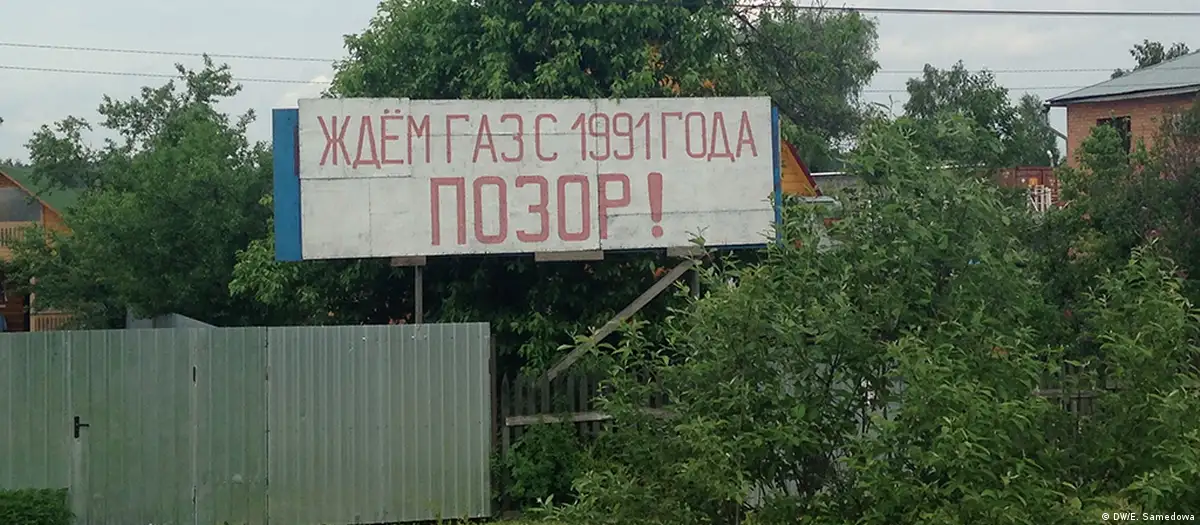 ЖДЁМ ГАЗ С 1991 ГОДА
ПОЗОР!
© DW/E. Samedowa